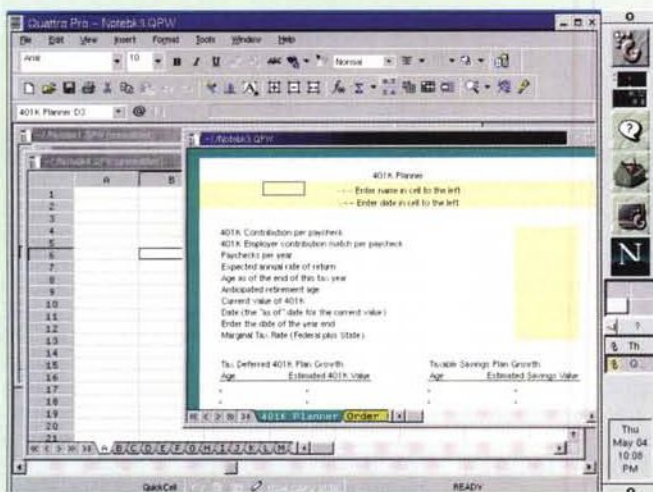 Quattro Pro - Notebk3.QPW
File Edit View Insert Format Tools Window Help
Arial 10 B I U ABC Normal
401K Planner D3 @
~/Notebk3.QPW
A B
1
2
3
4
5
6
7
8
9
10
11
12
13
14
15
16
17
18
19
20
21
401K Planner
Enter name in cell to the left
Enter date in cell to the left
401K Contribution per paycheck
401K Employer contribution match per paycheck
Paychecks per year
Expected annual rate of return
Age as of the end of this tax year
Anticipated retirement age
Current value of 401K
Date (the "as of" date for the current value)
Enter the date of the year end
Marginal Tax Rate (Federal plus State)
Tax Deferred 401K Plan Growth Taxable Savings Plan Growth
Age Estimated 401K Value Age Estimated Savings Value
401K Planner Order
A B C D E F G H I J K L M
QuickCell READY
N
?
Th
Thu
May 04
10:08
PM